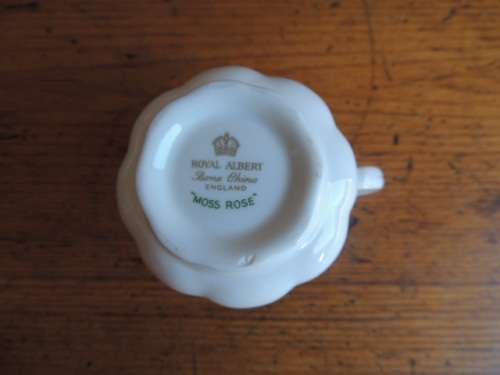 ROYAL ALBERT
Bone China
ENGLAND
"MOSS ROSE"